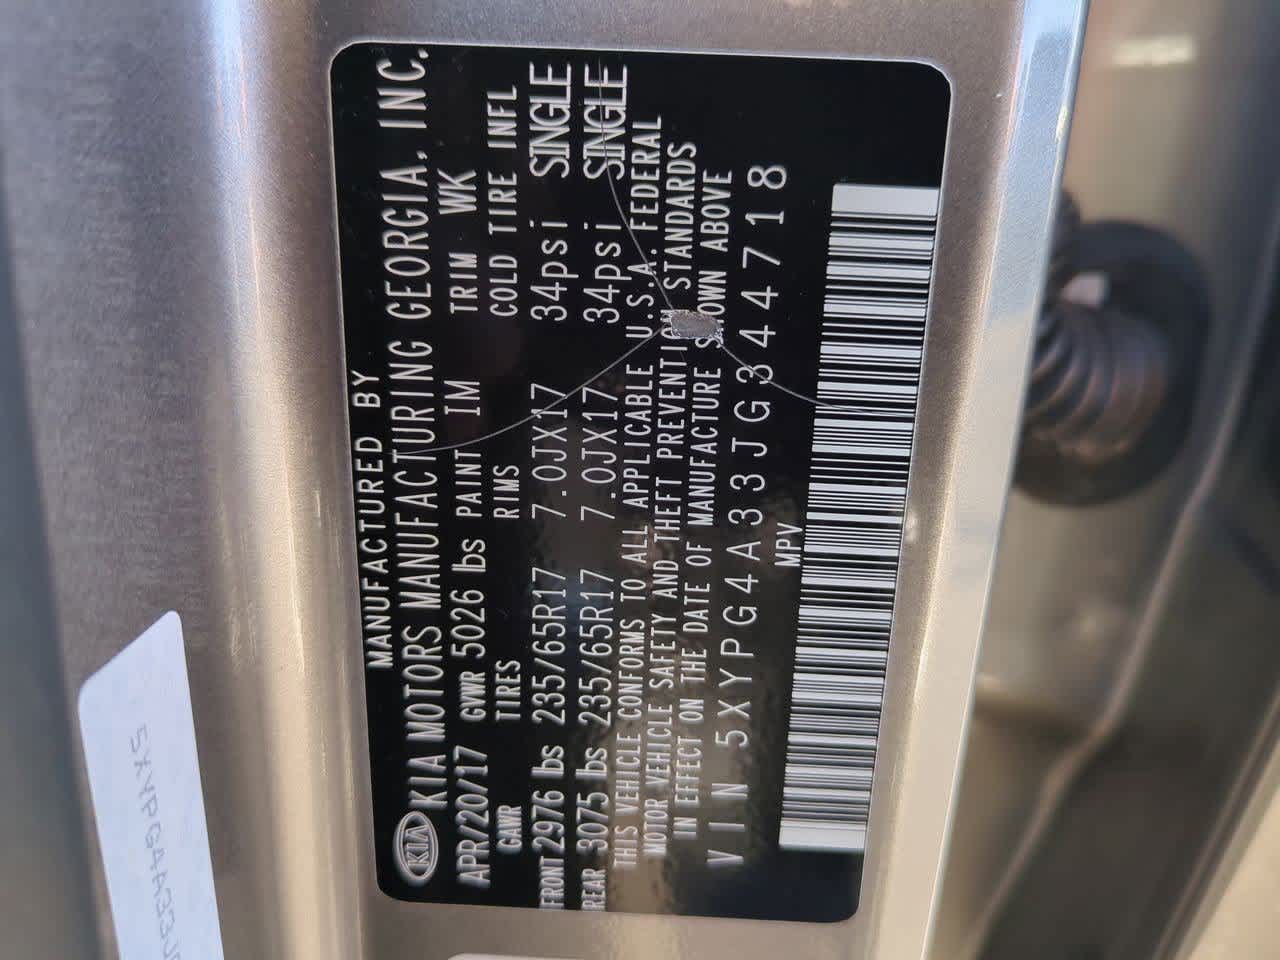 MANUFACTURED BY
KIA KIA MOTORS MANUFACTURING GEORGIA, INC.
APR/20/17 GVWR 5026 lbs PAINT IM TRIM WK
GAWR TIRES RIMS COLD TIRE INFL
FRONT 2976 lbs 235/65R17 7.0JX17 34psi SINGLE
REAR 3075 lbs 235/65R17 7.0JX17 34psi SINGLE
THIS VEHICLE CONFORMS TO ALL APPLICABLE U.S.A. FEDERAL
MOTOR VEHICLE SAFETY AND THEFT PREVENTION STANDARDS
IN EFFECT ON THE DATE OF MANUFACTURE SHOWN ABOVE
VIN 5XYPG4A33JG344718
MPV
5XYPG4A33J